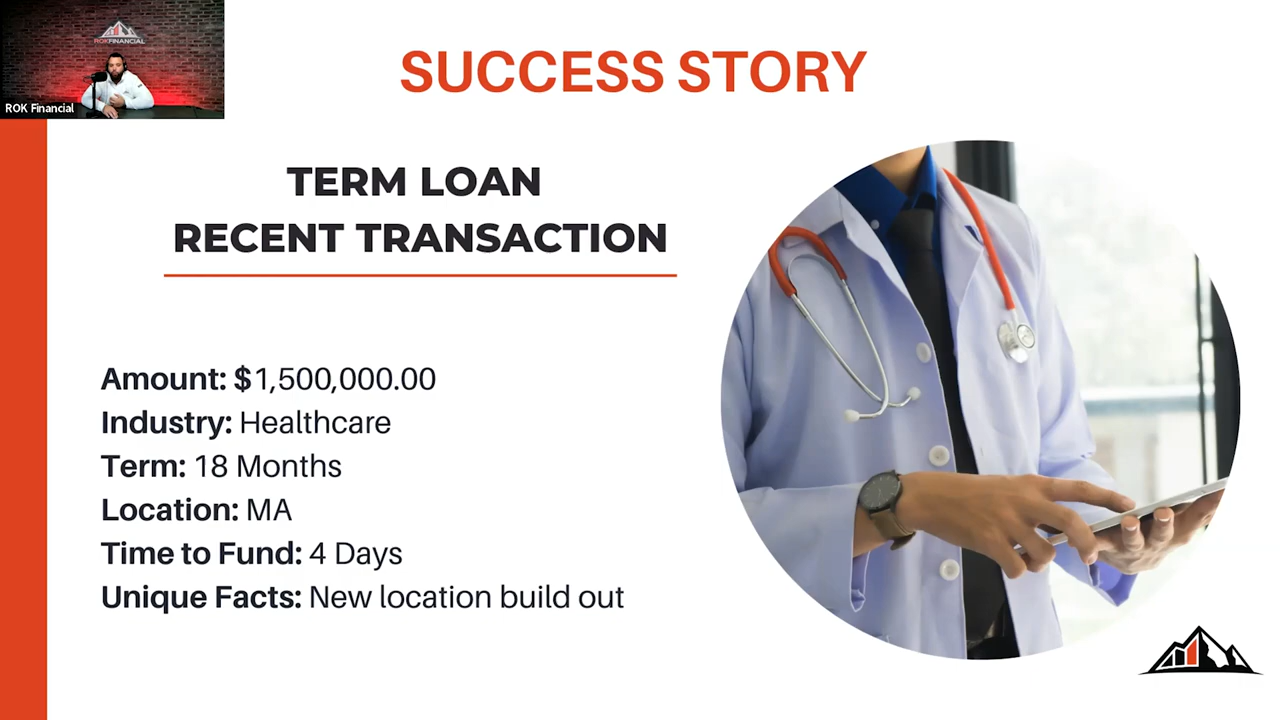 ROKFINANCIAL
ROK Financial
SUCCESS STORY
TERM LOAN
RECENT TRANSACTION
Amount: $1,500,000.00
Industry: Healthcare
Term: 18 Months
Location: MA
Time to Fund: 4 Days
Unique Facts: New location build out